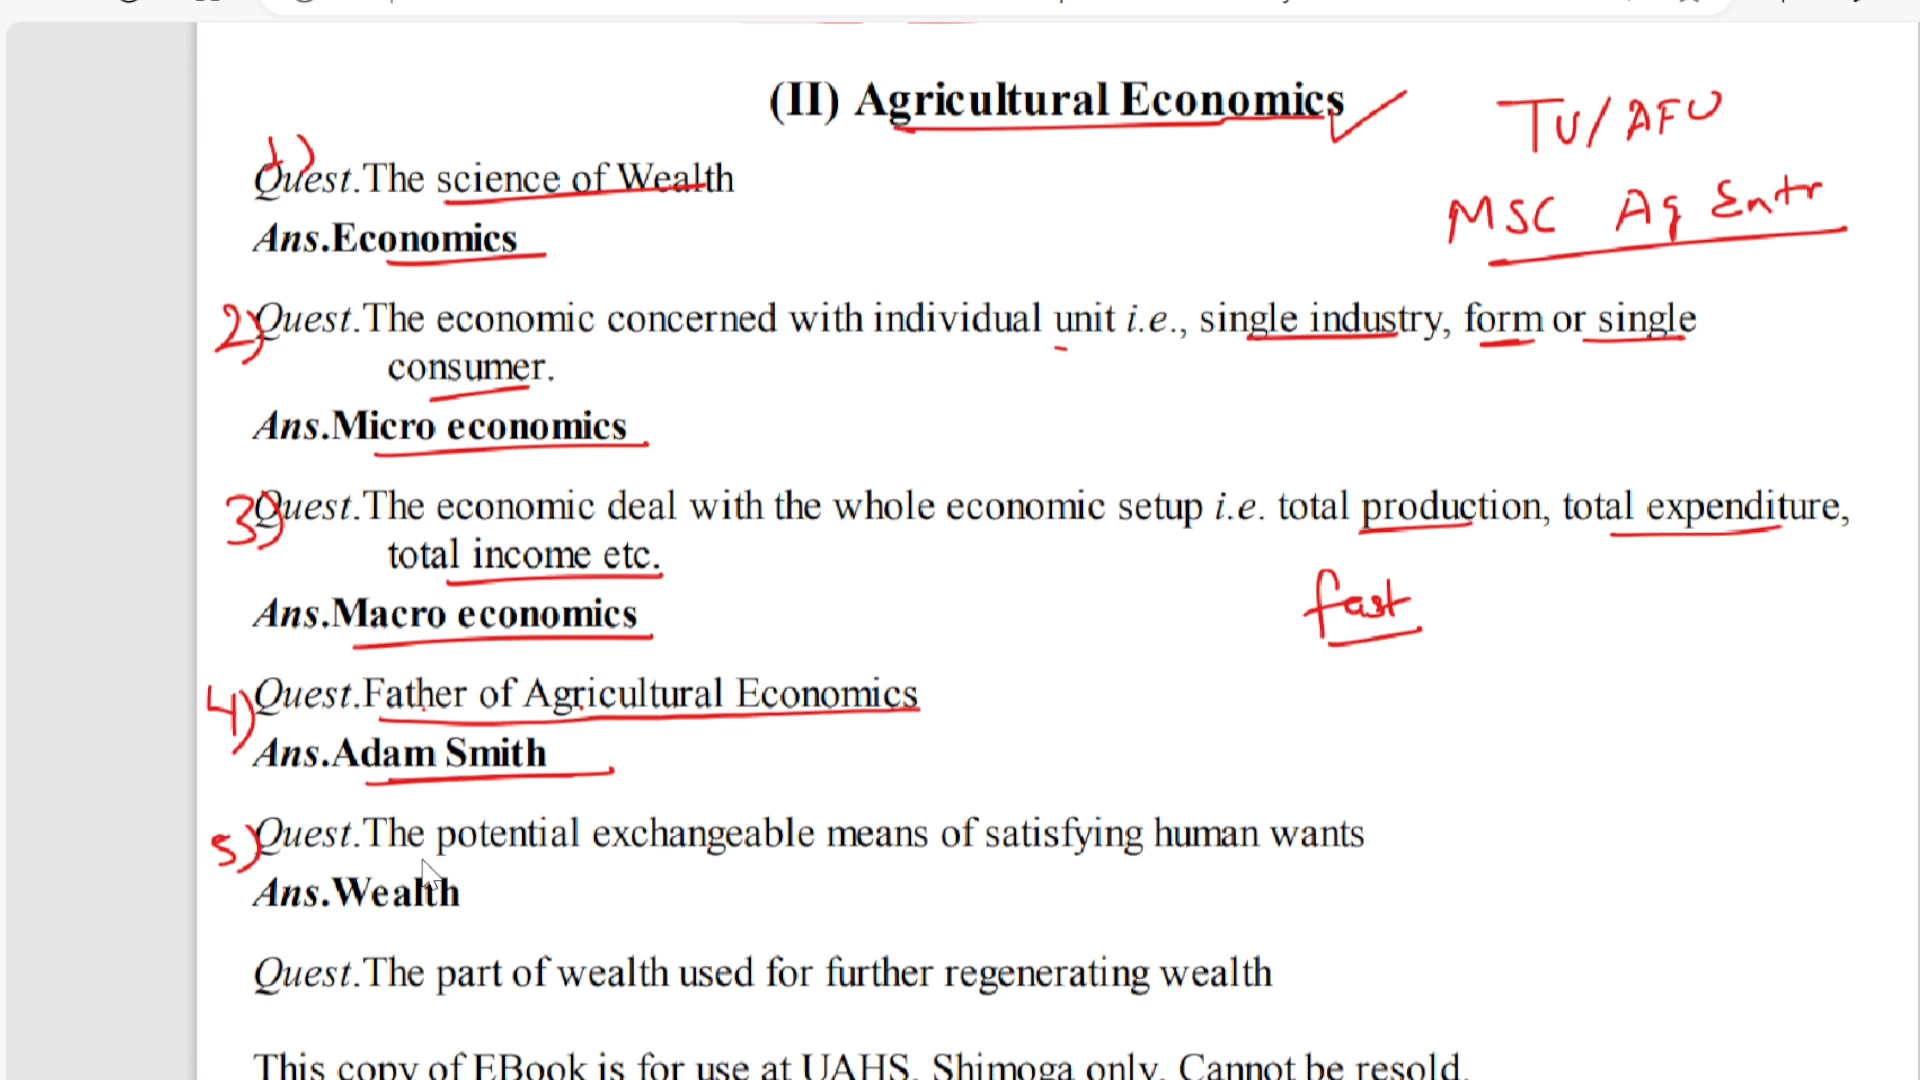 (II) Agricultural Economics
TU/AFU
1)
Quest.The science of Wealth
MSC Ag Entr
Ans.Economics
2) Quest.The economic concerned with individual unit i.e., single industry, form or single
consumer.
Ans.Micro economics
3) Quest.The economic deal with the whole economic setup i.e. total production, total expenditure,
total income etc.
fast
Ans.Macro economics
4) Quest.Father of Agricultural Economics
Ans.Adam Smith
5) Quest.The potential exchangeable means of satisfying human wants
Ans.Wealth
Quest.The part of wealth used for further regenerating wealth
This copy of EBook is for use at UAHS, Shimoga only. Cannot be resold.